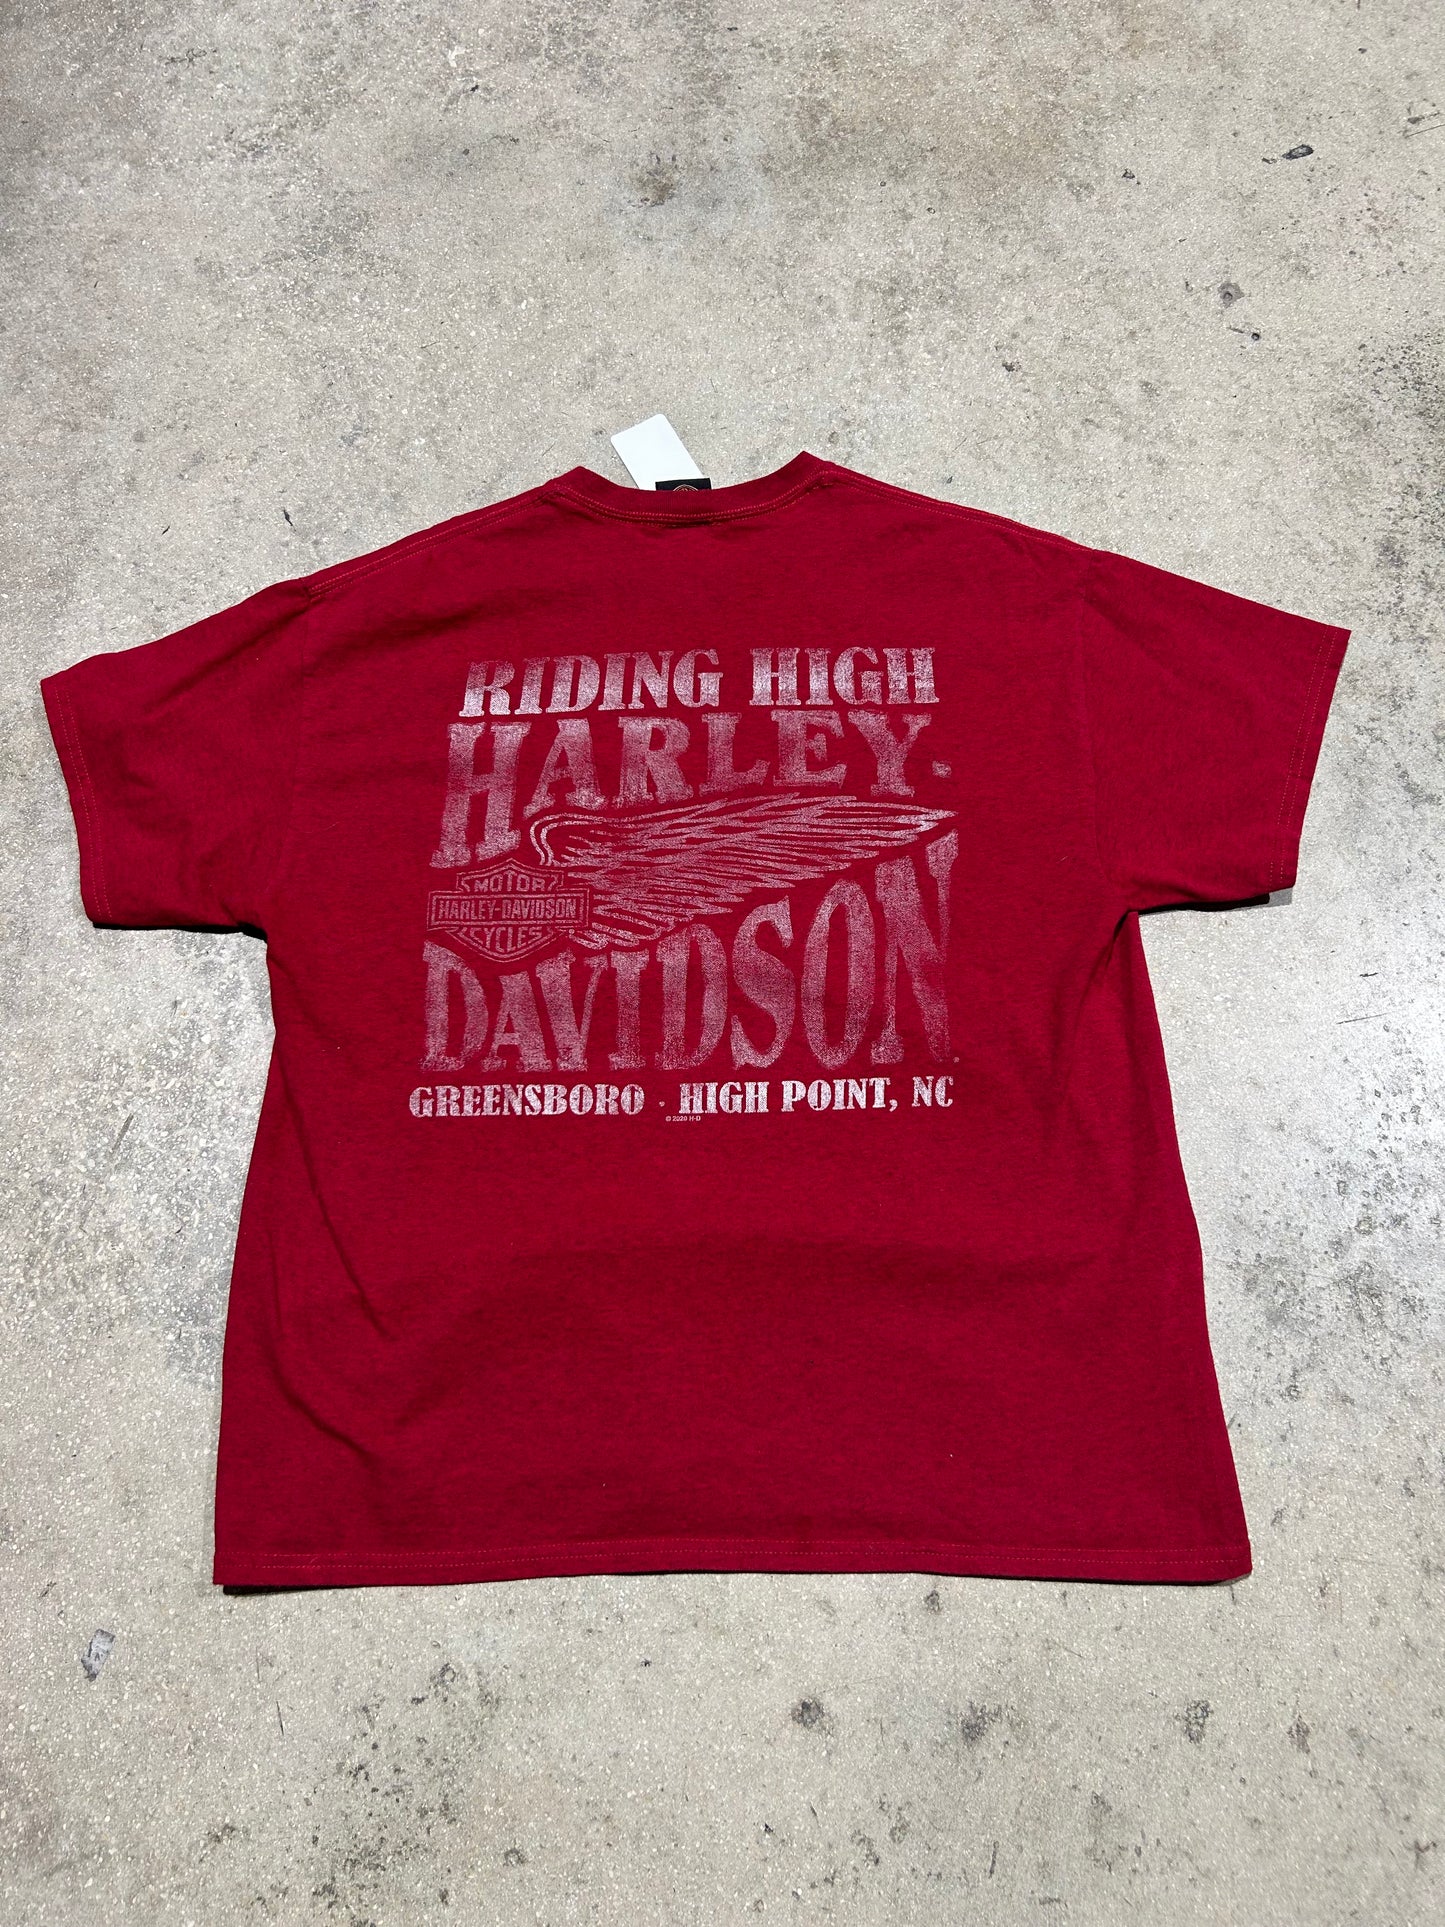 RIDING HIGH
HARLEY-
MOTOR
HARLEY-DAVIDSON
CYCLES
DAVIDSON
GREENSBORO • HIGH POINT, NC
© 2020 H-D